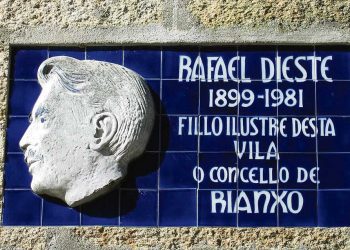 RAFAEL DIESTE
1899-1981
FILLO ILUSTRE DESTA
VILA
O CONCELLO DE
RIANXO